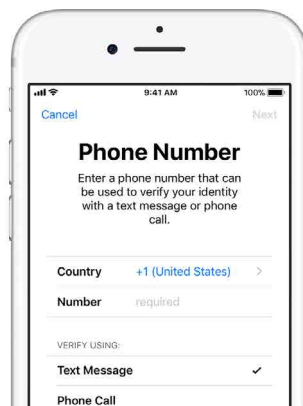 9:41 AM
100%
Cancel
Next
Phone Number
Enter a phone number that can
be used to verify your identity
with a text message or phone
call.
Country
+1 (United States)
Number
required
VERIFY USING:
Text Message
Phone Call